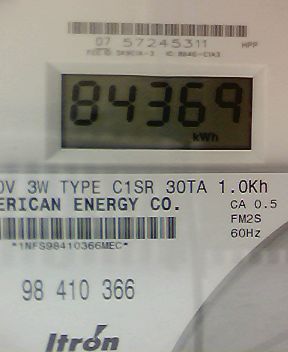 07 57245311 HPP
84369
kWh
0V 3W TYPE C1SR 30TA 1.0Kh
ERICAN ENERGY CO. CA 0.5
FM2S
60Hz
*1NFS98410366MEC*
98 410 366
Itron